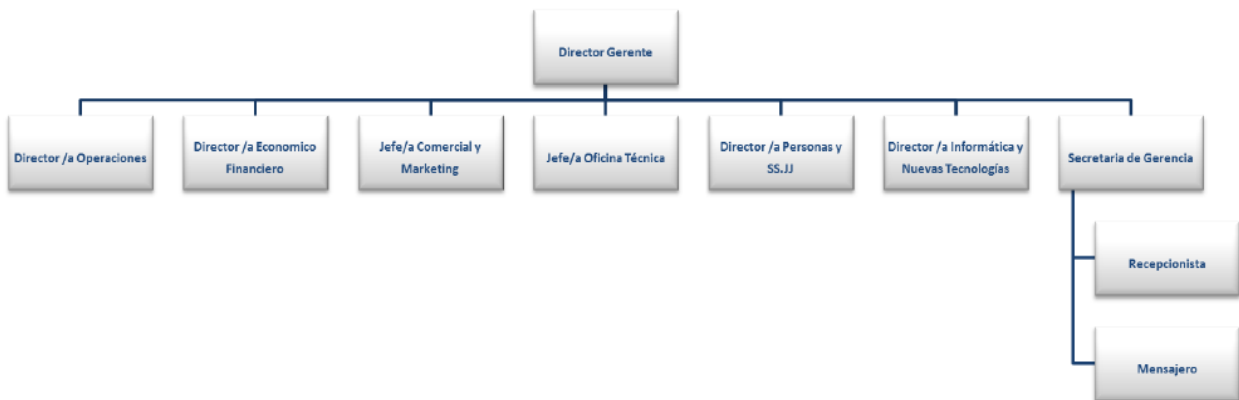 Director Gerente
Director /a Operaciones
Director /a Economico
Financiero
Jefe/a Comercial y
Marketing
Jefe/a Oficina Técnica
Director /a Personas y
SS.JJ
Director /a Informática y
Nuevas Tecnologías
Secretaria de Gerencia
Recepcionista
Mensajero